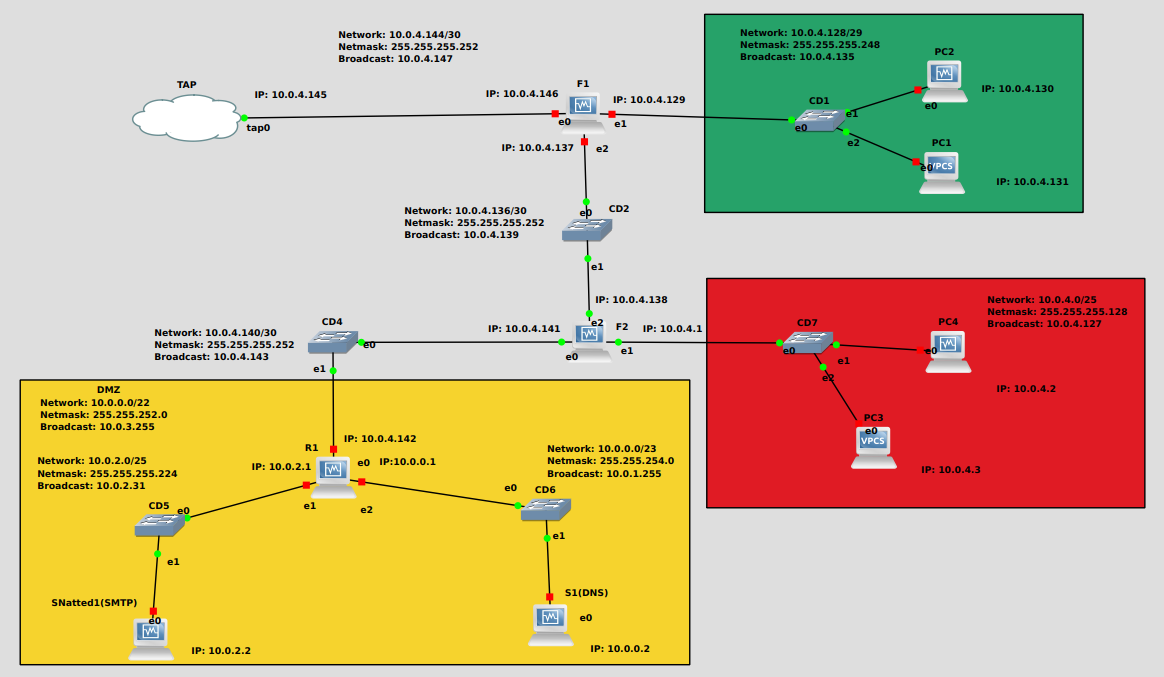 Network: 10.0.4.144/30
Netmask: 255.255.255.252
Broadcast: 10.0.4.147
TAP
IP: 10.0.4.145
tap0
F1
IP: 10.0.4.146
e0
IP: 10.0.4.129
e1
IP: 10.0.4.137
e2
Network: 10.0.4.128/29
Netmask: 255.255.255.248
Broadcast: 10.0.4.135
PC2
IP: 10.0.4.130
e0
CD1
e0
e1
e2
PC1
e0
VPCS
IP: 10.0.4.131
Network: 10.0.4.136/30
Netmask: 255.255.255.252
Broadcast: 10.0.4.139
e0
CD2
e1
IP: 10.0.4.138
e2
F2
IP: 10.0.4.141
e0
IP: 10.0.4.1
e1
Network: 10.0.4.140/30
Netmask: 255.255.255.252
Broadcast: 10.0.4.143
CD4
e0
e1
Network: 10.0.4.0/25
Netmask: 255.255.255.128
Broadcast: 10.0.4.127
CD7
e0
e1
e2
PC4
e0
IP: 10.0.4.2
PC3
e0
VPCS
IP: 10.0.4.3
DMZ
Network: 10.0.0.0/22
Netmask: 255.255.252.0
Broadcast: 10.0.3.255
Network: 10.0.2.0/25
Netmask: 255.255.255.224
Broadcast: 10.0.2.31
IP: 10.0.4.142
R1
e0
IP:10.0.0.1
IP: 10.0.2.1
e1
e2
Network: 10.0.0.0/23
Netmask: 255.255.254.0
Broadcast: 10.0.1.255
CD5
e0
e1
CD6
e0
e1
SNatted1(SMTP)
e0
IP: 10.0.2.2
S1(DNS)
e0
IP: 10.0.0.2